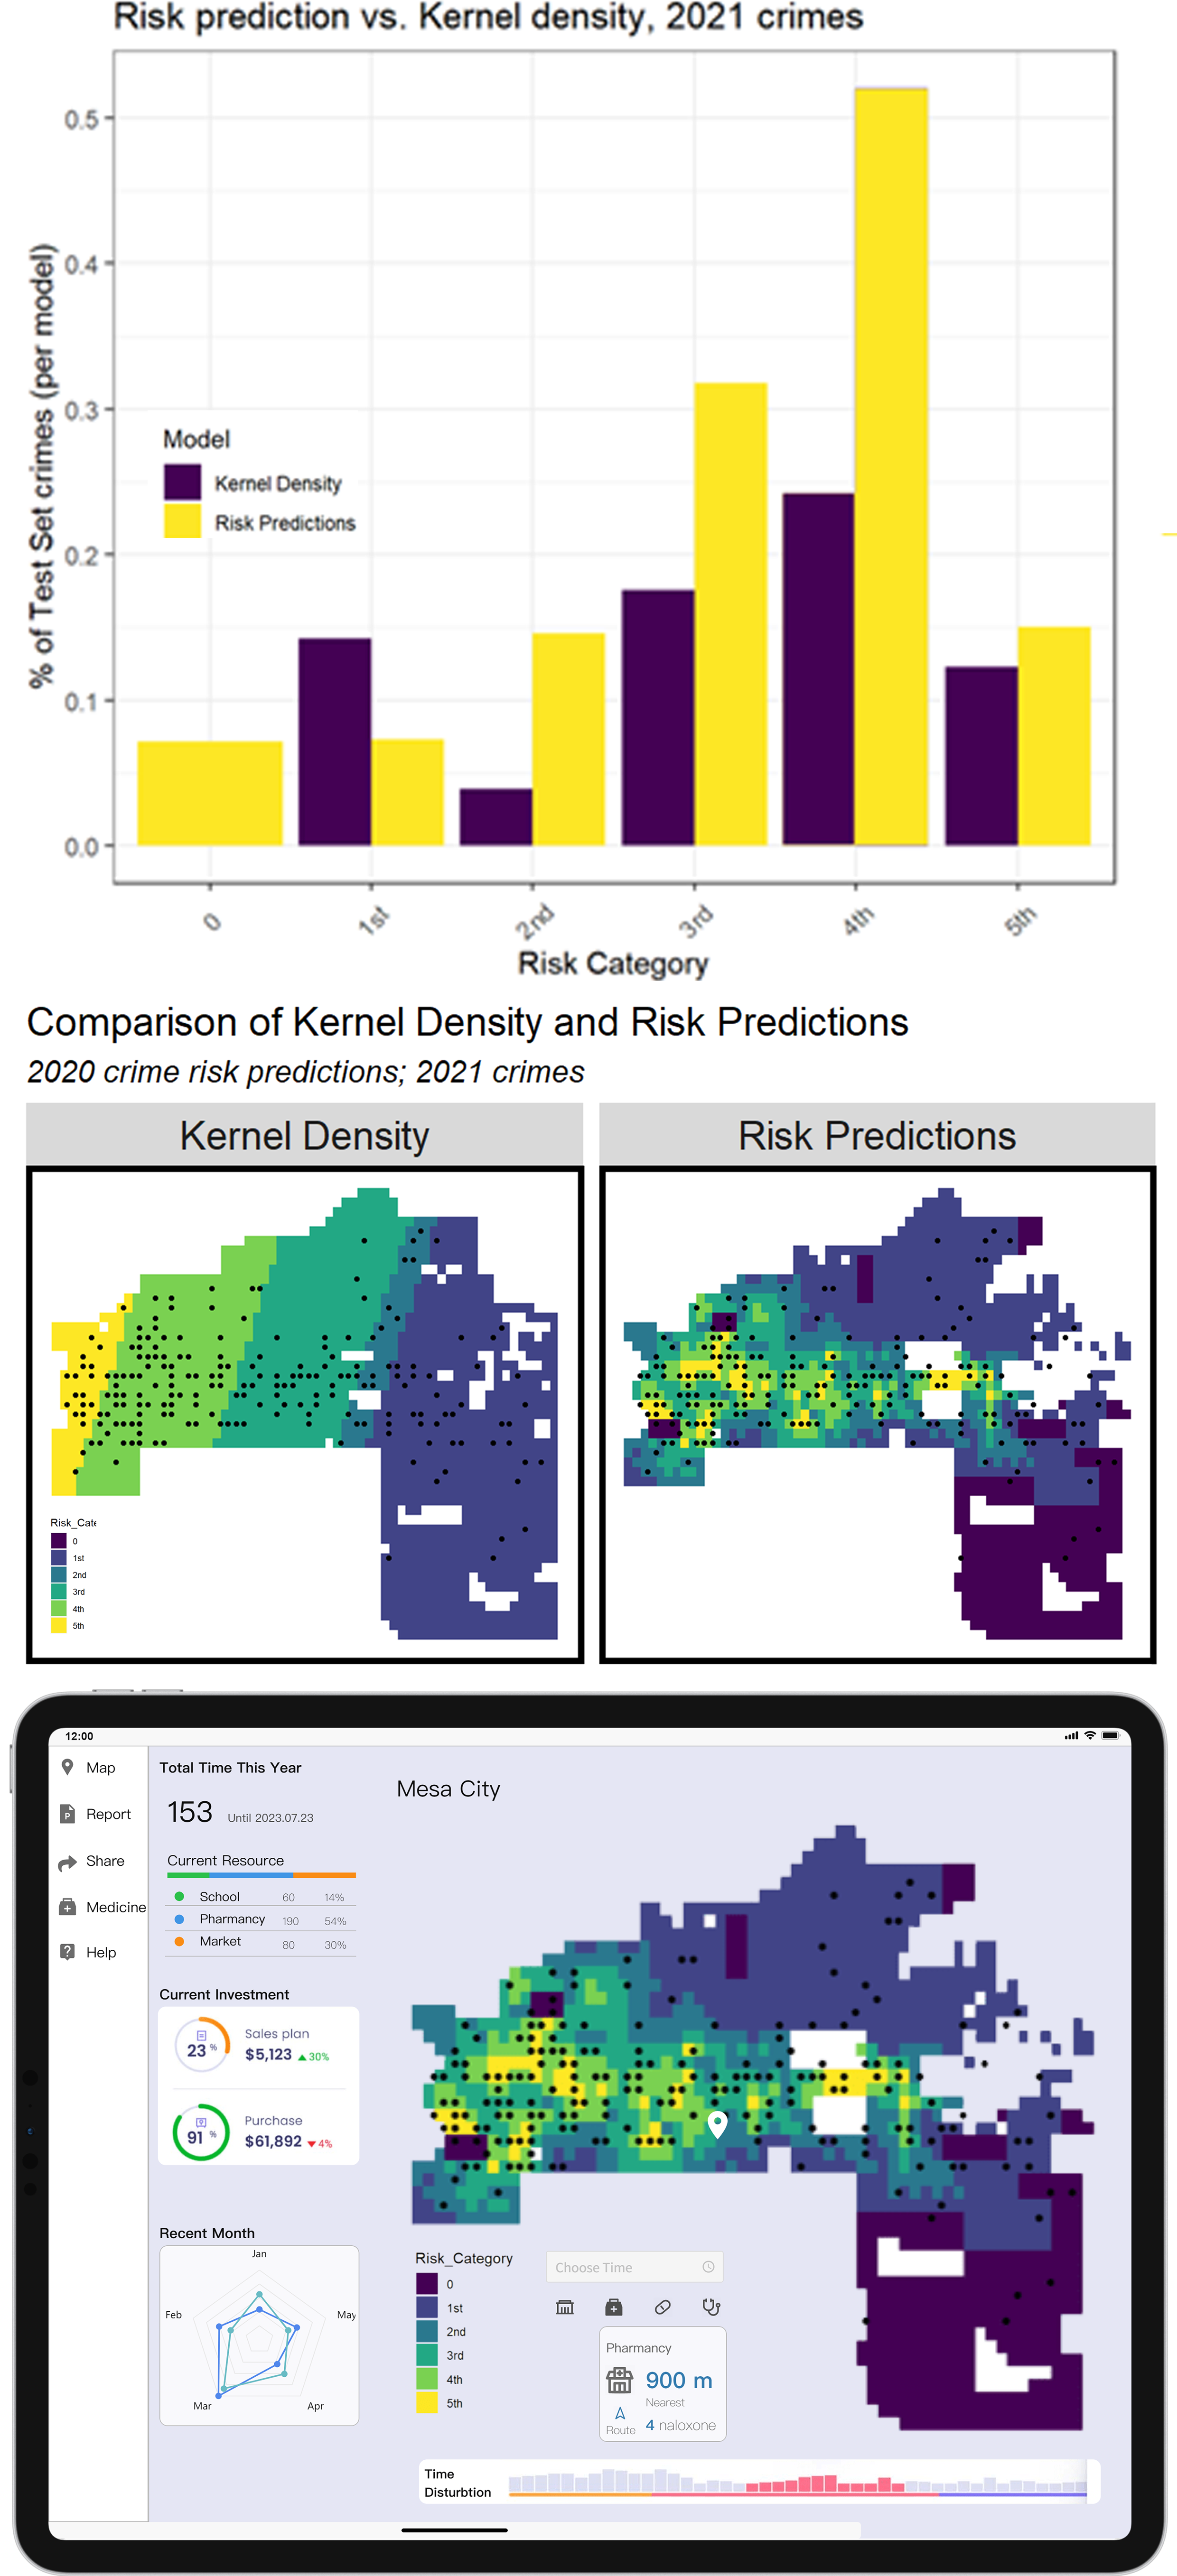 Risk prediction vs. Kernel density, 2021 crimes
% of Test Set crimes (per model)
0.5
0.4
0.3
0.2
0.1
0.0
Model
Kernel Density
Risk Predictions
0
1st
2nd
3rd
4th
5th
Risk Category
Comparison of Kernel Density and Risk Predictions
2020 crime risk predictions; 2021 crimes
Kernel Density
Risk Predictions
Risk_Cate
0
1st
2nd
3rd
4th
5th
12:00
Map
Report
Share
Medicine
Help
Total Time This Year
153 Until 2023.07.23
Current Resource
School 60 14%
Pharmancy 190 54%
Market 80 30%
Current Investment
23 %
Sales plan
$5,123 30%
91 %
Purchase
$61,892 4%
Recent Month
Jan
Feb
May
Mar
Apr
Mesa City
Risk_Category
0
1st
2nd
3rd
4th
5th
Choose Time
Pharmancy
900 m
Nearest
Route
4 naloxone
Time
Disturbtion